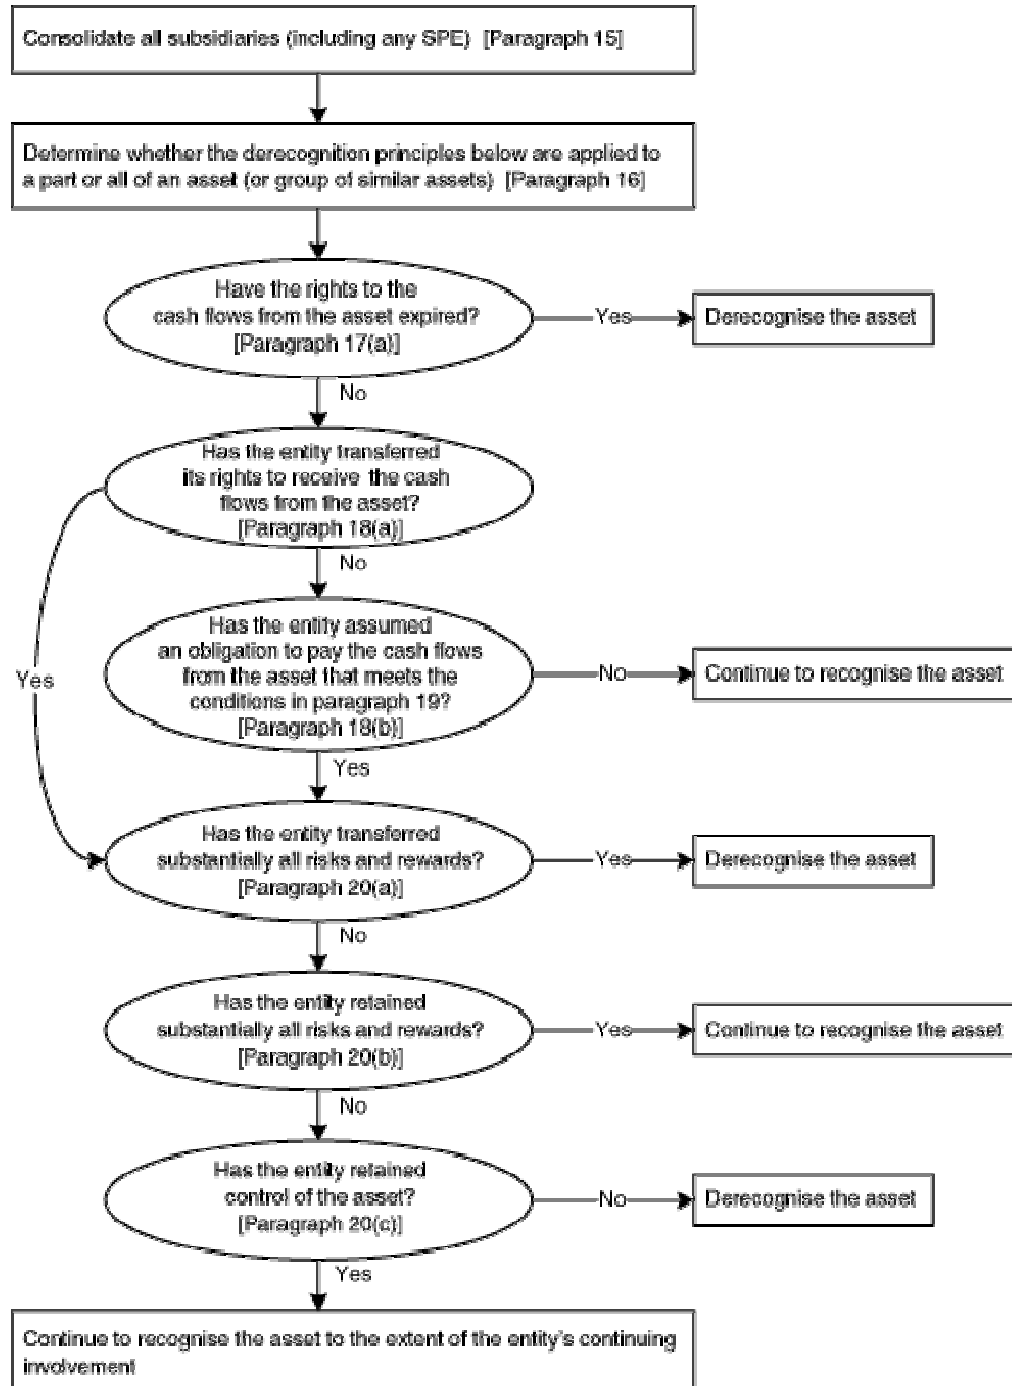 Consolidate all subsidiaries (including any SPE) [Paragraph 15]
Determine whether the derecognition principles below are applied to
a part or all of an asset (or group of similar assets) [Paragraph 16]
Have the rights to the
cash flows from the asset expired?
[Paragraph 17(a)]
Yes
Derecognise the asset
No
Has the entity transferred
its rights to receive the cash
flows from the asset?
[Paragraph 18(a)]
No
Yes
Has the entity assumed
an obligation to pay the cash flows
from the asset that meets the
conditions in paragraph 19?
[Paragraph 18(b)]
No
Continue to recognise the asset
Yes
Has the entity transferred
substantially all risks and rewards?
[Paragraph 20(a)]
Yes
Derecognise the asset
No
Has the entity retained
substantially all risks and rewards?
[Paragraph 20(b)]
Yes
Continue to recognise the asset
No
Has the entity retained
control of the asset?
[Paragraph 20(c)]
No
Derecognise the asset
Yes
Continue to recognise the asset to the extent of the entity's continuing
involvement